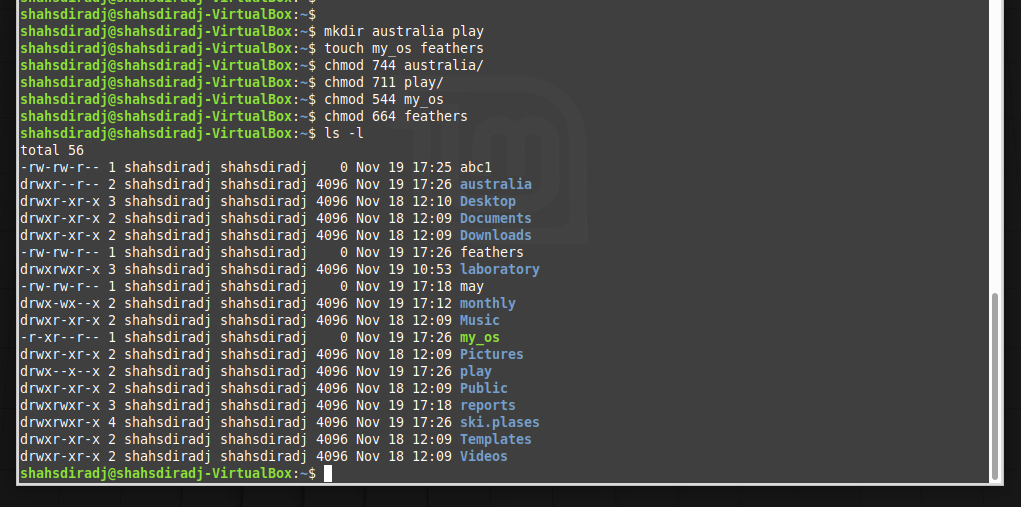 shahsdiradj@shahsdiradj-VirtualBox:~$
shahsdiradj@shahsdiradj-VirtualBox:~$ mkdir australia play
shahsdiradj@shahsdiradj-VirtualBox:~$ touch my_os feathers
shahsdiradj@shahsdiradj-VirtualBox:~$ chmod 744 australia/
shahsdiradj@shahsdiradj-VirtualBox:~$ chmod 711 play/
shahsdiradj@shahsdiradj-VirtualBox:~$ chmod 544 my_os
shahsdiradj@shahsdiradj-VirtualBox:~$ chmod 664 feathers
shahsdiradj@shahsdiradj-VirtualBox:~$ ls -l
total 56
-rw-rw-r-- 1 shahsdiradj shahsdiradj    0 Nov 19 17:25 abc1
drwxr--r-- 2 shahsdiradj shahsdiradj 4096 Nov 19 17:26 australia
drwxr-xr-x 3 shahsdiradj shahsdiradj 4096 Nov 18 12:10 Desktop
drwxr-xr-x 2 shahsdiradj shahsdiradj 4096 Nov 18 12:09 Documents
drwxr-xr-x 2 shahsdiradj shahsdiradj 4096 Nov 18 12:09 Downloads
-rw-rw-r-- 1 shahsdiradj shahsdiradj    0 Nov 19 17:26 feathers
drwxrwxr-x 3 shahsdiradj shahsdiradj 4096 Nov 19 10:53 laboratory
-rw-rw-r-- 1 shahsdiradj shahsdiradj    0 Nov 19 17:18 may
drwx-wx--x 2 shahsdiradj shahsdiradj 4096 Nov 19 17:12 monthly
drwxr-xr-x 2 shahsdiradj shahsdiradj 4096 Nov 18 12:09 Music
-r-xr--r-- 1 shahsdiradj shahsdiradj    0 Nov 19 17:26 my_os
drwxr-xr-x 2 shahsdiradj shahsdiradj 4096 Nov 18 12:09 Pictures
drwx--x--x 2 shahsdiradj shahsdiradj 4096 Nov 19 17:26 play
drwxr-xr-x 2 shahsdiradj shahsdiradj 4096 Nov 18 12:09 Public
drwxrwxr-x 3 shahsdiradj shahsdiradj 4096 Nov 19 17:18 reports
drwxrwxr-x 4 shahsdiradj shahsdiradj 4096 Nov 19 17:26 ski.plases
drwxr-xr-x 2 shahsdiradj shahsdiradj 4096 Nov 18 12:09 Templates
drwxr-xr-x 2 shahsdiradj shahsdiradj 4096 Nov 18 12:09 Videos
shahsdiradj@shahsdiradj-VirtualBox:~$